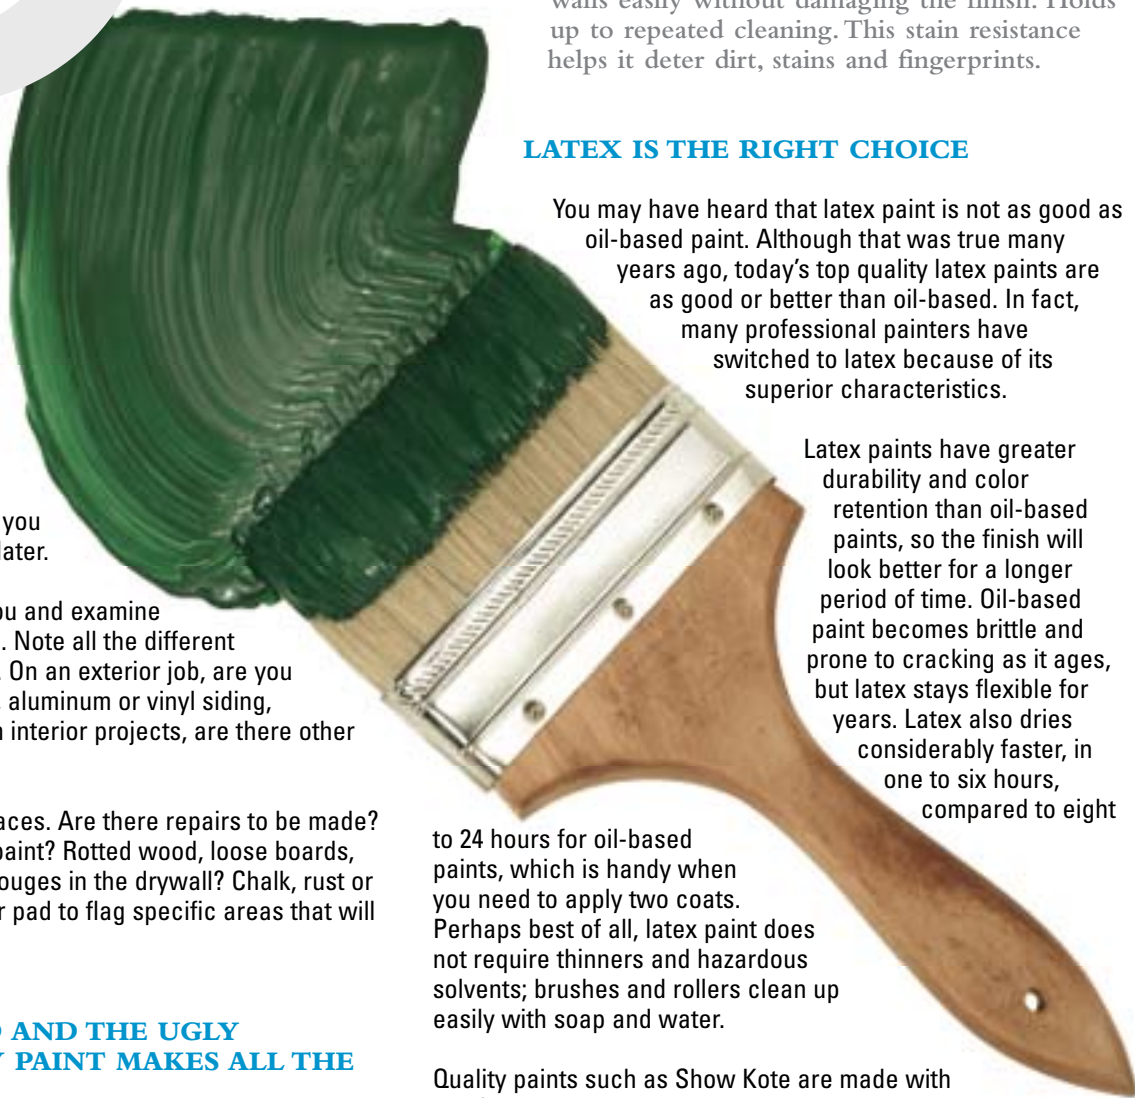 you
later.
and examine
Note all the different
On an exterior job, are you
aluminum or vinyl siding,
interior projects, are there other
Are there repairs to be made?
paint? Rotted wood, loose boards,
in the drywall? Chalk, rust or
pad to flag specific areas that will
AND THE UGLY
PAINT MAKES ALL THE
walls easily without damaging the finish. Holds
up to repeated cleaning. This stain resistance
helps it deter dirt, stains and fingerprints.
LATEX IS THE RIGHT CHOICE
You may have heard that latex paint is not as good as
oil-based paint. Although that was true many
years ago, today’s top quality latex paints are
as good or better than oil-based. In fact,
many professional painters have
switched to latex because of its
superior characteristics.
Latex paints have greater
durability and color
retention than oil-based
paints, so the finish will
look better for a longer
period of time. Oil-based
paint becomes brittle and
prone to cracking as it ages,
but latex stays flexible for
years. Latex also dries
considerably faster, in
one to six hours,
compared to eight
to 24 hours for oil-based
paints, which is handy when
you need to apply two coats.
Perhaps best of all, latex paint does
not require thinners and hazardous
solvents; brushes and rollers clean up
easily with soap and water.
Quality paints such as Show Kote are made with